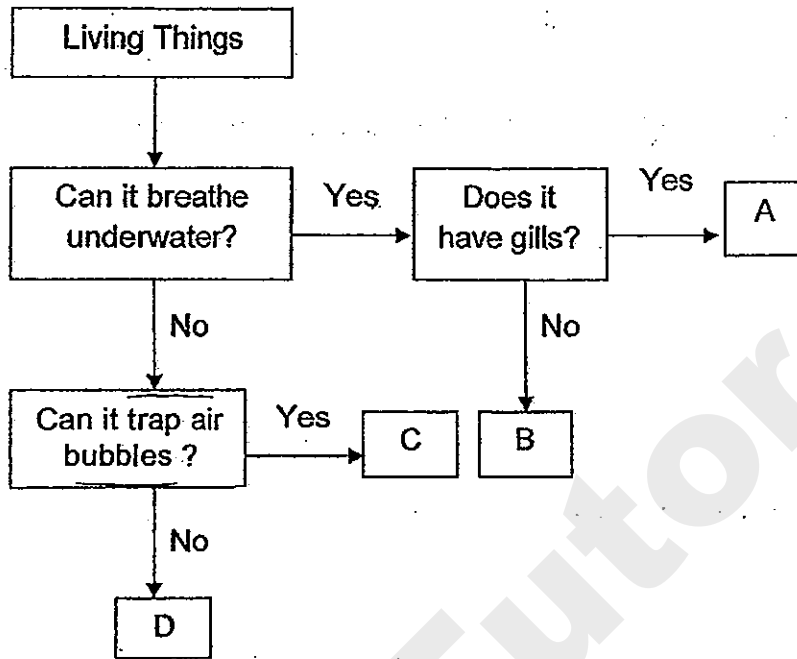 Living Things
Can it breathe
underwater?
Yes
Does it
have gills?
Yes
A
No
No
Can it trap air
bubbles ?
Yes
C
B
No
D
Tutor